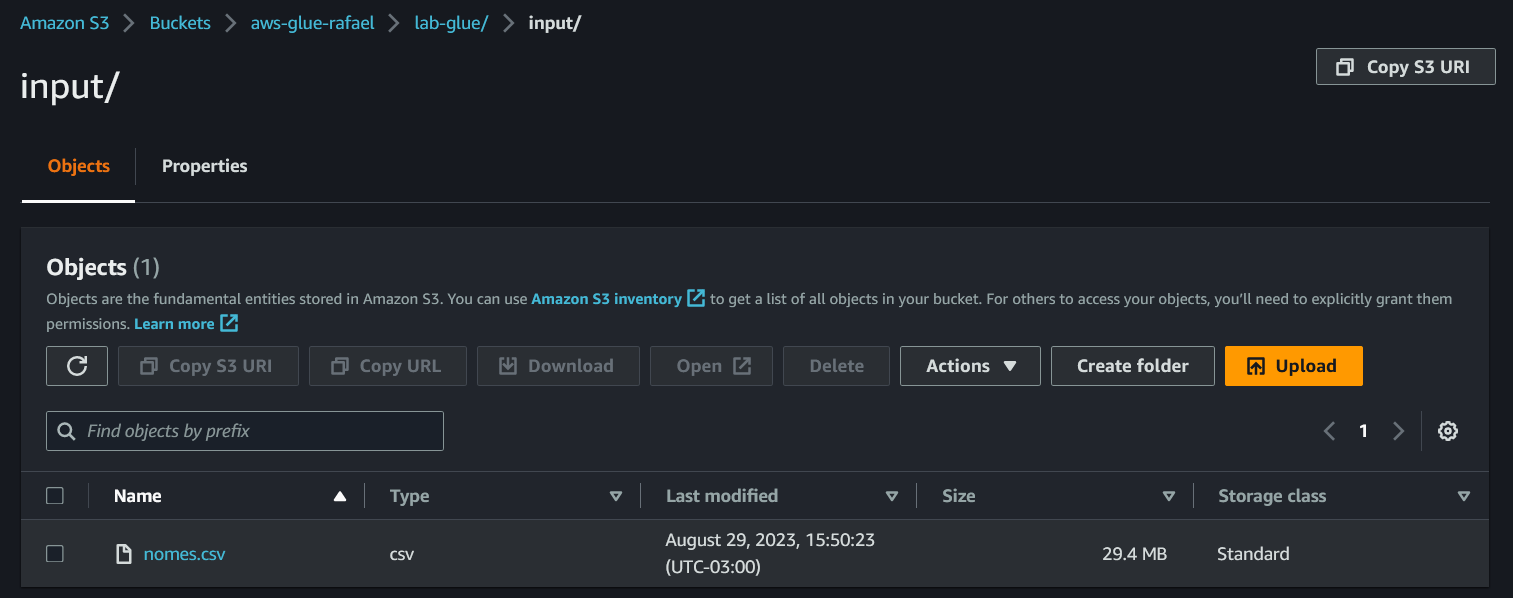 Amazon S3 Buckets aws-glue-rafael lab-glue/ input/
Copy S3 URI
input/
Objects Properties
Objects (1)
Objects are the fundamental entities stored in Amazon S3. You can use Amazon S3 inventory to get a list of all objects in your bucket. For others to access your objects, you'll need to explicitly grant them
permissions. Learn more
Copy S3 URI Copy URL Download Open Delete Actions Create folder Upload
Find objects by prefix 1
Name Type Last modified Size Storage class
nomes.csv csv August 29, 2023, 15:50:23 29.4 MB Standard
(UTC-03:00)